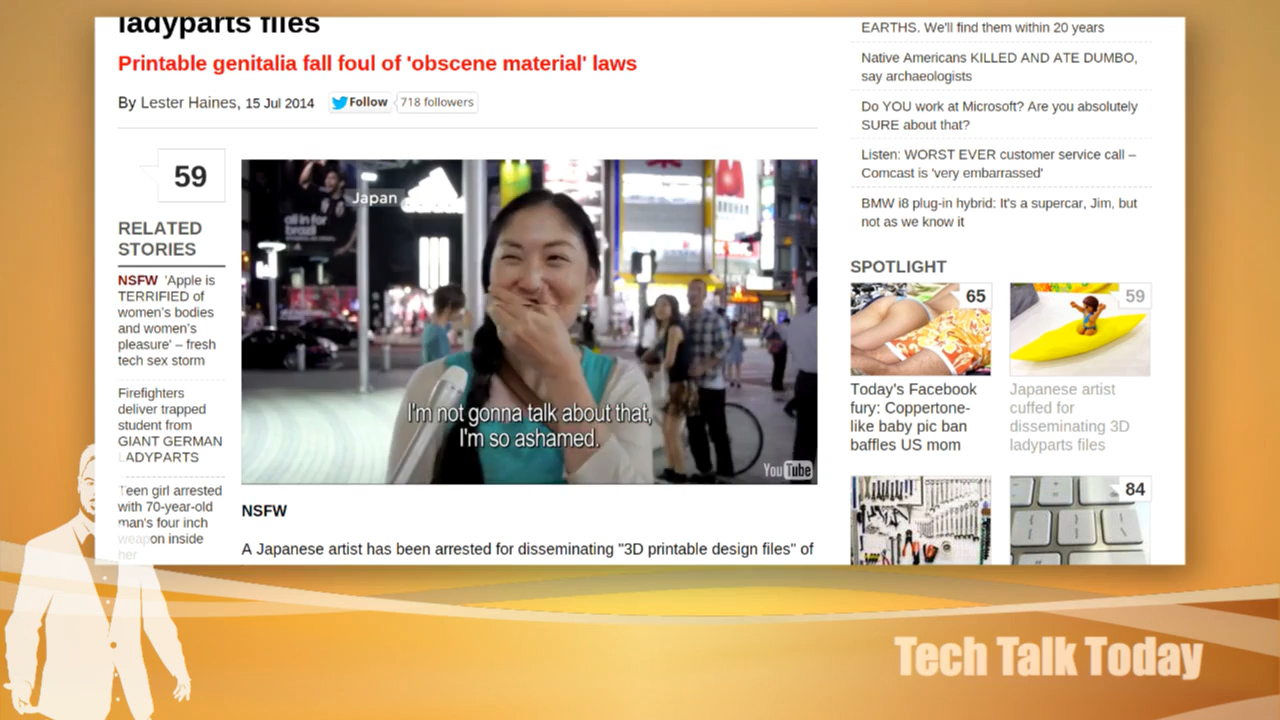 ladyparts files
Printable genitalia fall foul of 'obscene material' laws
By Lester Haines, 15 Jul 2014
Follow
718 followers
59
RELATED
STORIES
NSFW 'Apple is
TERRIFIED of
women's bodies
and women's
pleasure' – fresh
tech sex storm
Firefighters
deliver trapped
student from
GIANT GERMAN
LADYPARTS
Teen girl arrested
with 70-year-old
man's four inch
weapon inside
her
Japan
all in for
brazil
I'm not gonna talk about that,
I'm so ashamed.
YouTube
NSFW
A Japanese artist has been arrested for disseminating "3D printable design files" of
EARTHS. We'll find them within 20 years
Native Americans KILLED AND ATE DUMBO,
say archaeologists
Do YOU work at Microsoft? Are you absolutely
SURE about that?
Listen: WORST EVER customer service call –
Comcast is 'very embarrassed'
BMW i8 plug-in hybrid: It's a supercar, Jim, but
not as we know it
SPOTLIGHT
65
Today's Facebook
fury: Coppertone-
like baby pic ban
baffles US mom
59
Japanese artist
cuffed for
disseminating 3D
ladyparts files
84
Tech Talk Today